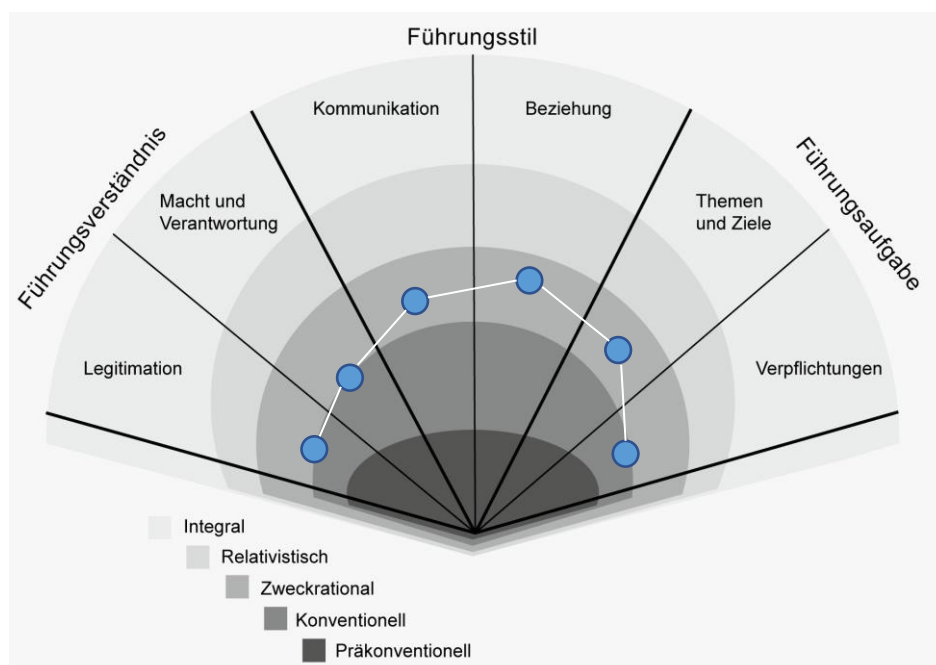 Führungsstil
Kommunikation
Beziehung
Führungsverständnis
Macht und
Verantwortung
Themen
und Ziele
Führungsaufgabe
Legitimation
Verpflichtungen
Integral
Relativistisch
Zweckrational
Konventionell
Präkonventionell